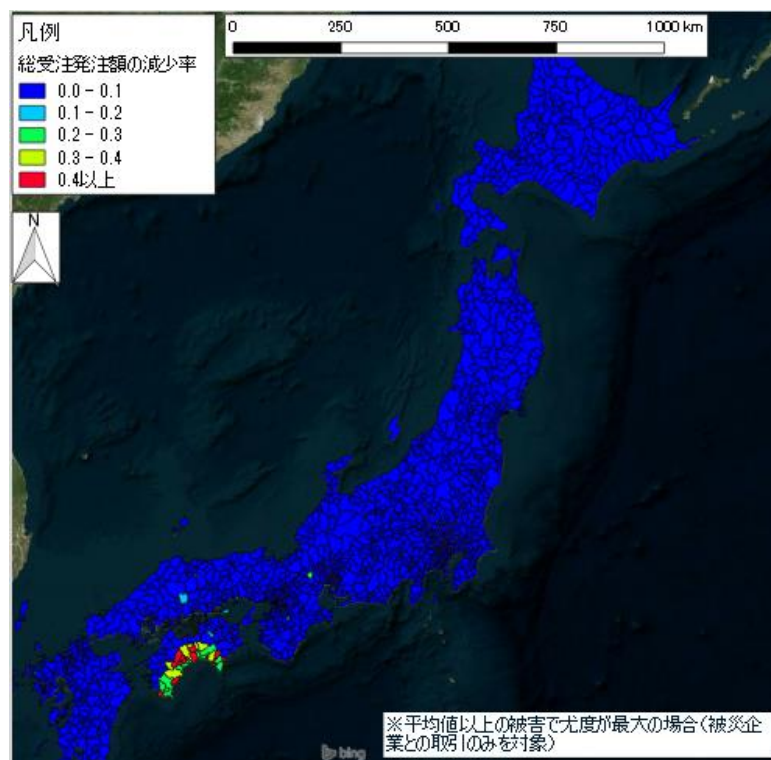 凡例
総受注発注額の減少率
0.0 - 0.1
0.1 - 0.2
0.2 - 0.3
0.3 - 0.4
0.4以上
0 250 500 750 1000 km
N
※平均値以上の被害で尤度が最大の場合(被災企
業との取引のみを対象)
bing